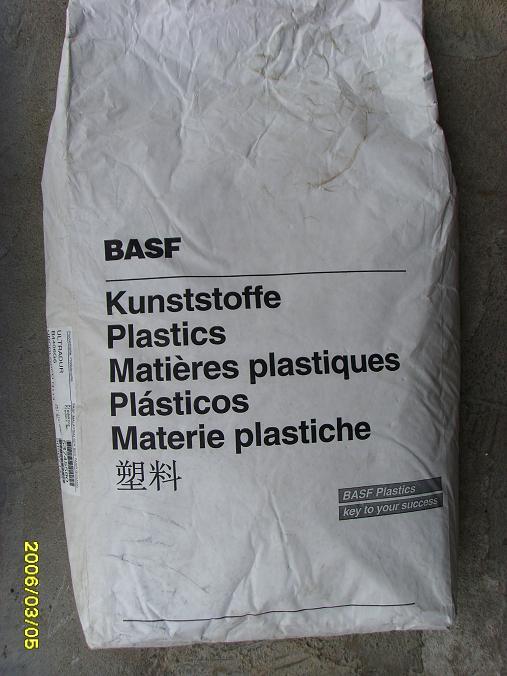 BASF
Kunststoffe
Plastics
Matières plastiques
Plásticos
Materie plastiche
塑料
BASF Plastics
key to your success
ULTRADUR
2006/03/05